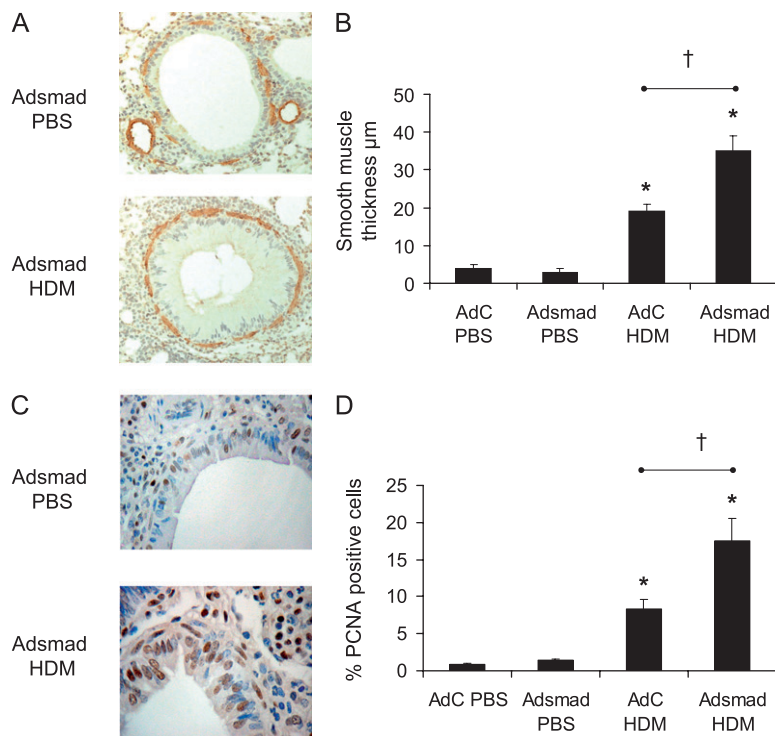 A
Adsmad
PBS
Adsmad
HDM
B
†
Smooth muscle
thickness µm
50
40
30
20
10
0
*
*
AdC
PBS
Adsmad
PBS
AdC
HDM
Adsmad
HDM
C
Adsmad
PBS
Adsmad
HDM
D
†
% PCNA positive cells
25
20
15
10
5
0
*
*
AdC PBS
Adsmad
PBS
AdC
HDM
Adsmad
HDM